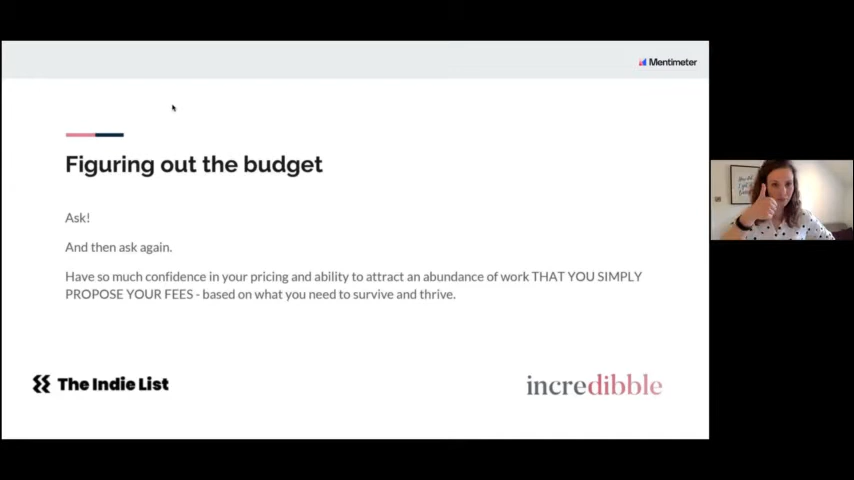 Mentimeter
Figuring out the budget
Ask!
And then ask again.
Have so much confidence in your pricing and ability to attract an abundance of work THAT YOU SIMPLY
PROPOSE YOUR FEES - based on what you need to survive and thrive.
The Indie List
incredibble